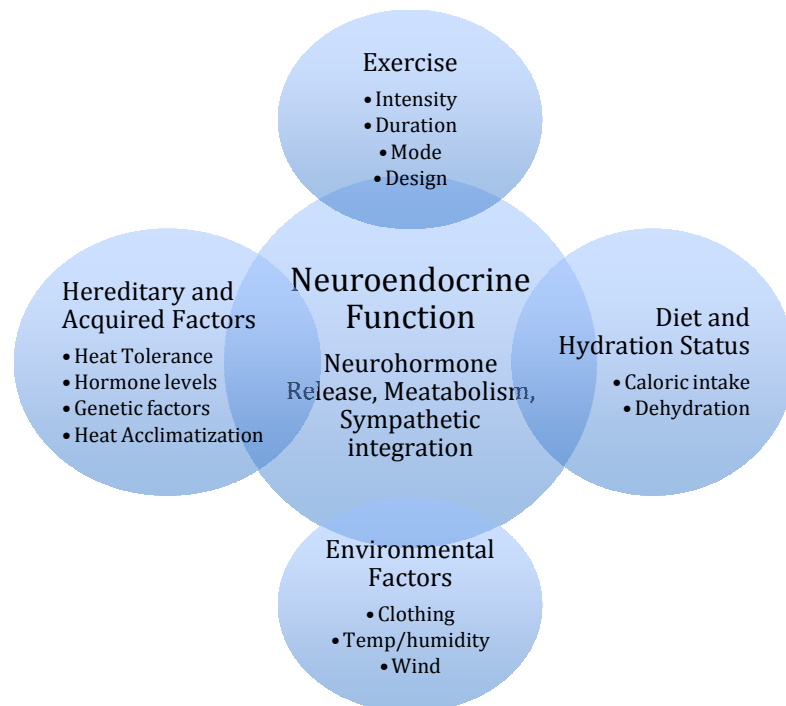 Exercise
• Intensity
• Duration
• Mode
• Design
Hereditary and
Acquired Factors
• Heat Tolerance
• Hormone levels
• Genetic factors
• Heat Acclimatization
Neuroendocrine
Function
Neurohormone
Release, Meatabolism,
Sympathetic
integration
Diet and
Hydration Status
• Caloric intake
• Dehydration
Environmental
Factors
• Clothing
• Temp/humidity
• Wind